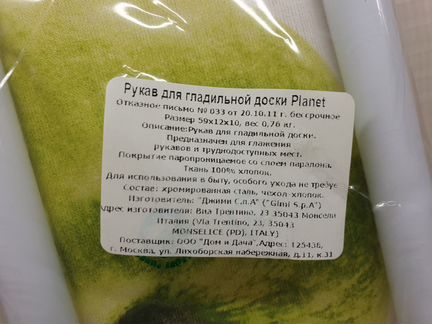 Рукав для гладильной доски Planet
Отказное письмо № 033 от 20.10.11 г. бессрочное
Размер 59х12х10, вес 0,76 кг.
Описание:Рукав для гладильной доски.
Предназначен для глажения
рукавов и труднодоступных мест.
Покрытие паропроницаемое со слоем паралона.
Ткань 100% хлопок.
Для использования в быту, особого ухода не требуе
Состав: хромированная сталь, чехол-хлопок.
Изготовитель: "Джими С.п.А" ("Gimi S.p.A")
Адрес изготовителя: Виа Трентино, 23 35043 Монсели
Италия (Via Trentino, 23, 35043
MONSELICE (PD), ITALY)
Поставщик: ООО "Дом и Дача",Адрес: 125438,
г. Москва, ул. Лихоборская набережная, д.11, к.31